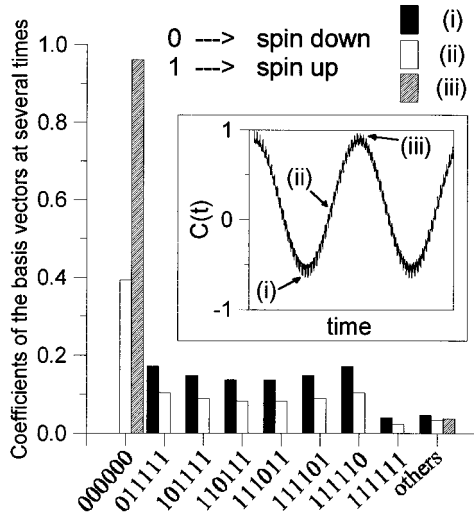 Coefficients of the basis vectors at several times
1.0
0.8
0.6
0.4
0.2
0.0
0 ---> spin down
1 ---> spin up
(i)
(ii)
(iii)
C(t)
1
0
-1
(iii)
(ii)
(i)
time
000000
011111
101111
110111
111011
111101
111110
111111
others